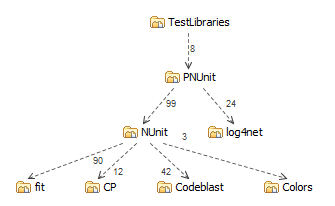 TestLibraries
8
PNUnit
99
24
NUnit
log4net
3
90
12
42
fit
CP
Codeblast
Colors